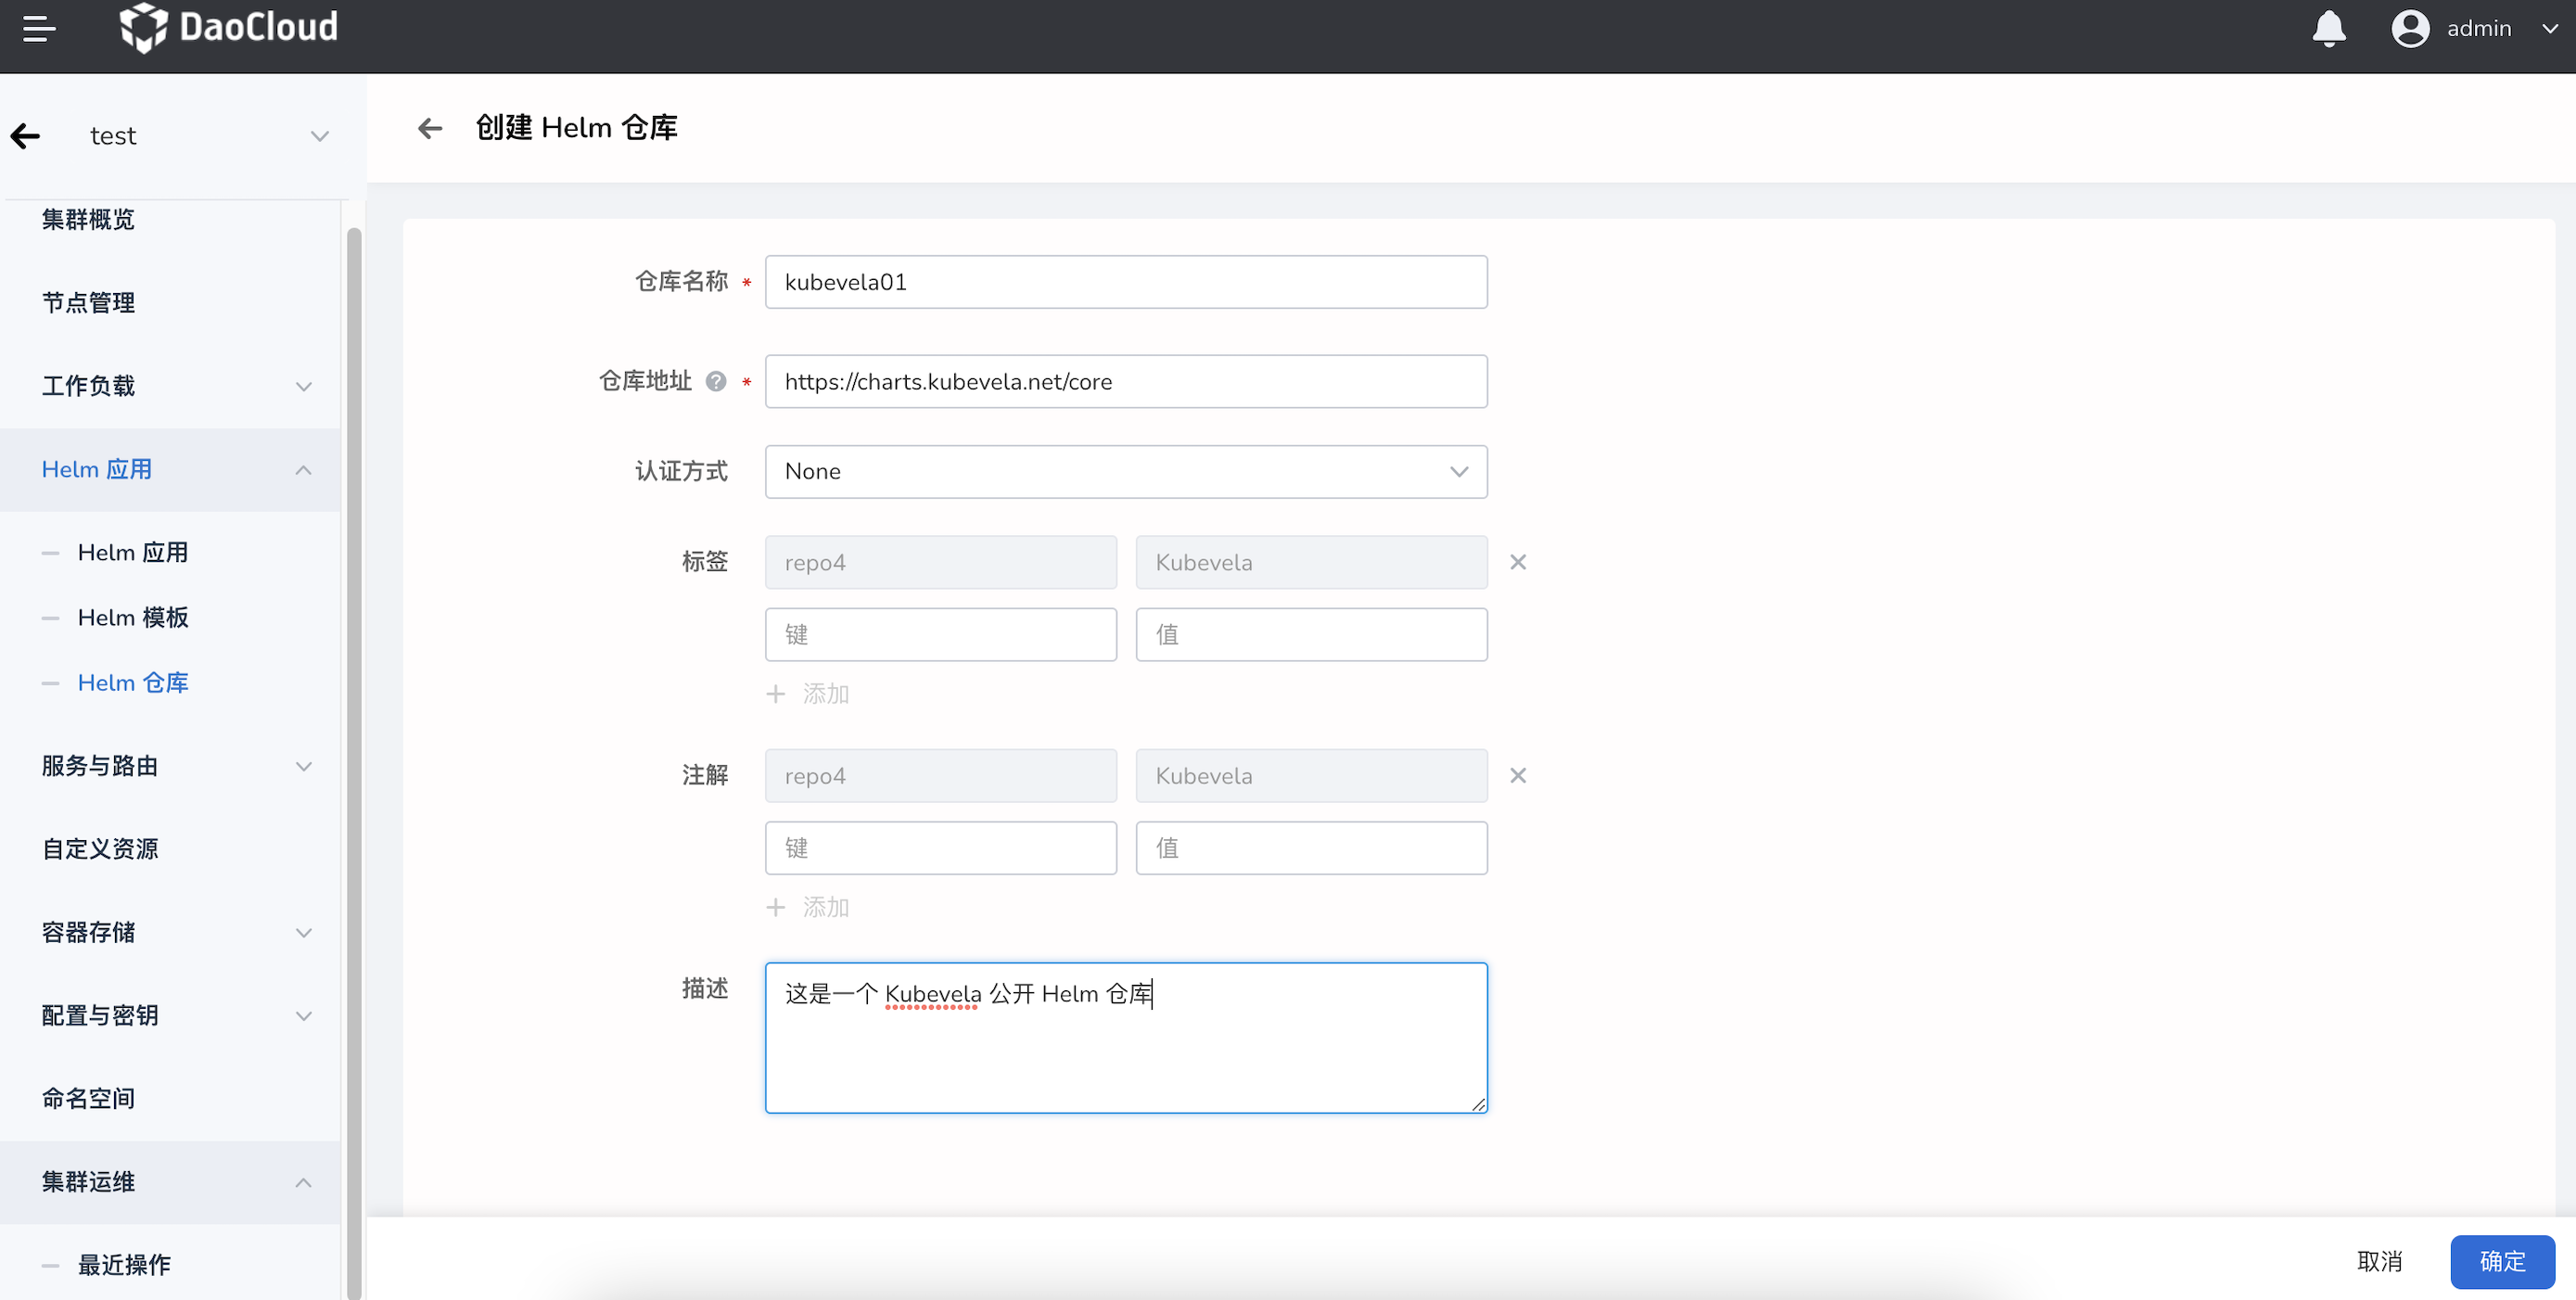 DaoCloud
admin
test
创建 Helm 仓库
集群概览
节点管理
工作负载
Helm 应用
Helm 应用
Helm 模板
Helm 仓库
服务与路由
自定义资源
容器存储
配置与密钥
命名空间
集群运维
最近操作
仓库名称 * kubevela01
仓库地址 ? * https://charts.kubevela.net/core
认证方式 None
标签 repo4 Kubevela
键 值
添加
注解 repo4 Kubevela
键 值
添加
描述 这是一个 Kubevela 公开 Helm 仓库
取消 确定